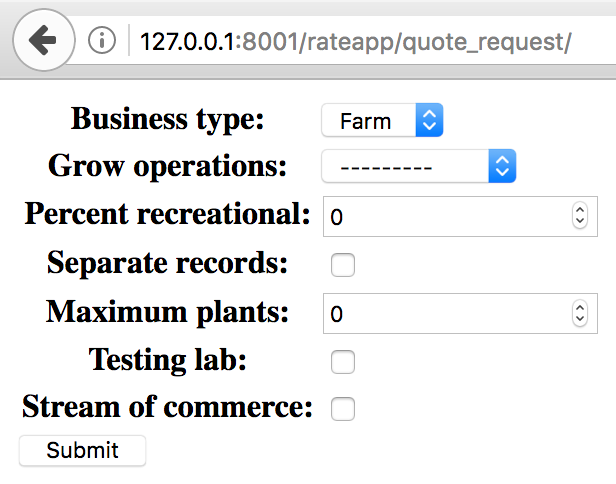 127.0.0.1:8001/rateapp/quote_request/
Business type: Farm
Grow operations: ---------
Percent recreational: 0
Separate records:
Maximum plants: 0
Testing lab:
Stream of commerce:
Submit